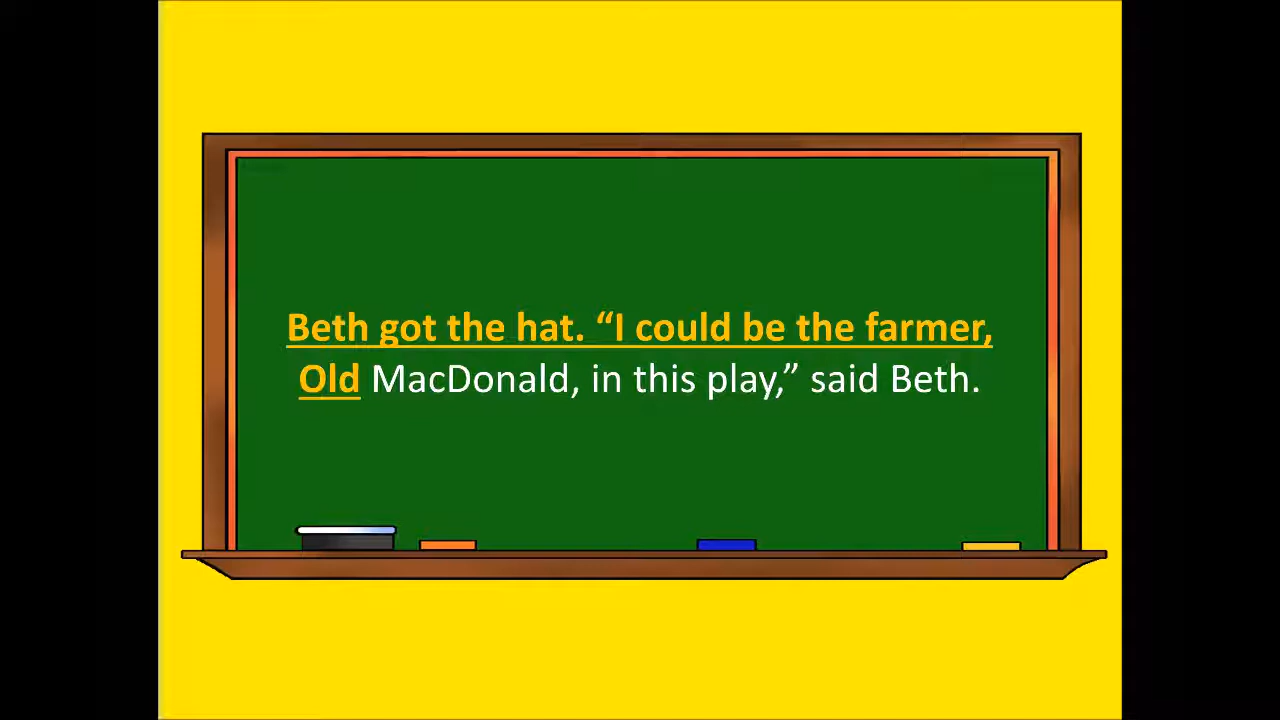 Beth got the hat. “I could be the farmer,
Old MacDonald, in this play,” said Beth.